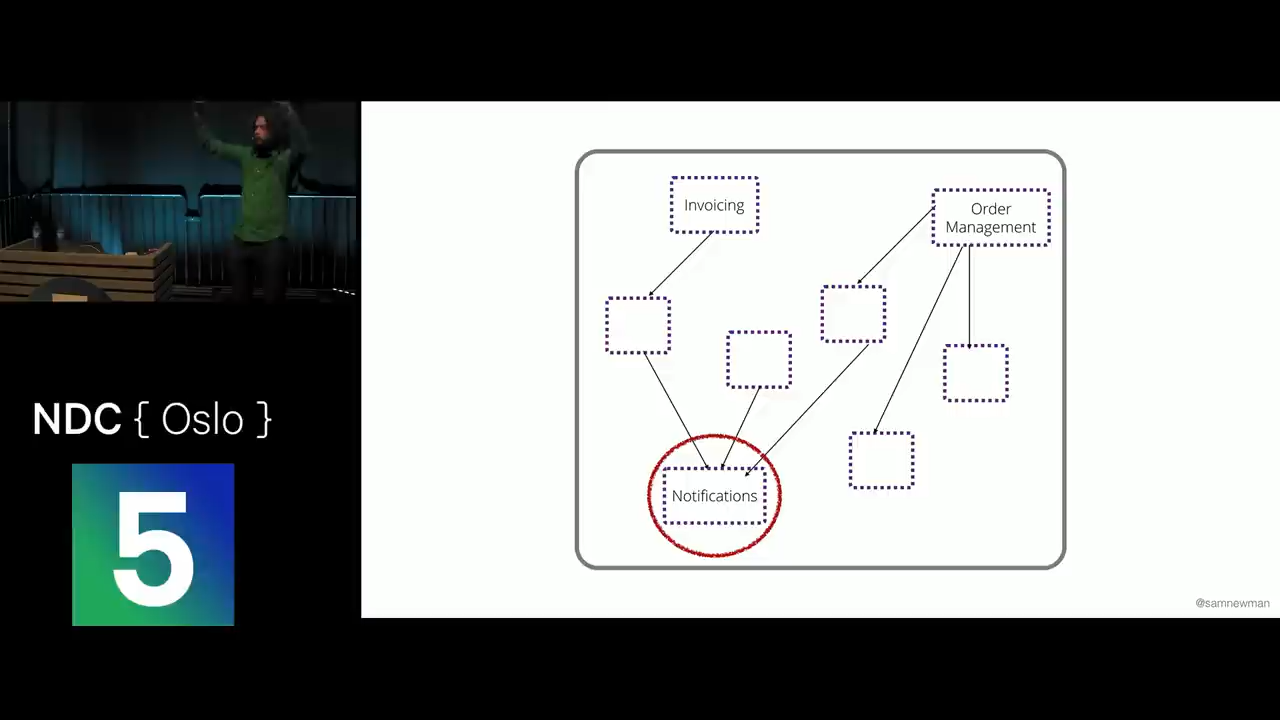 Invoicing
Order
Management
Notifications
NDC { Oslo }
5
@samnewman